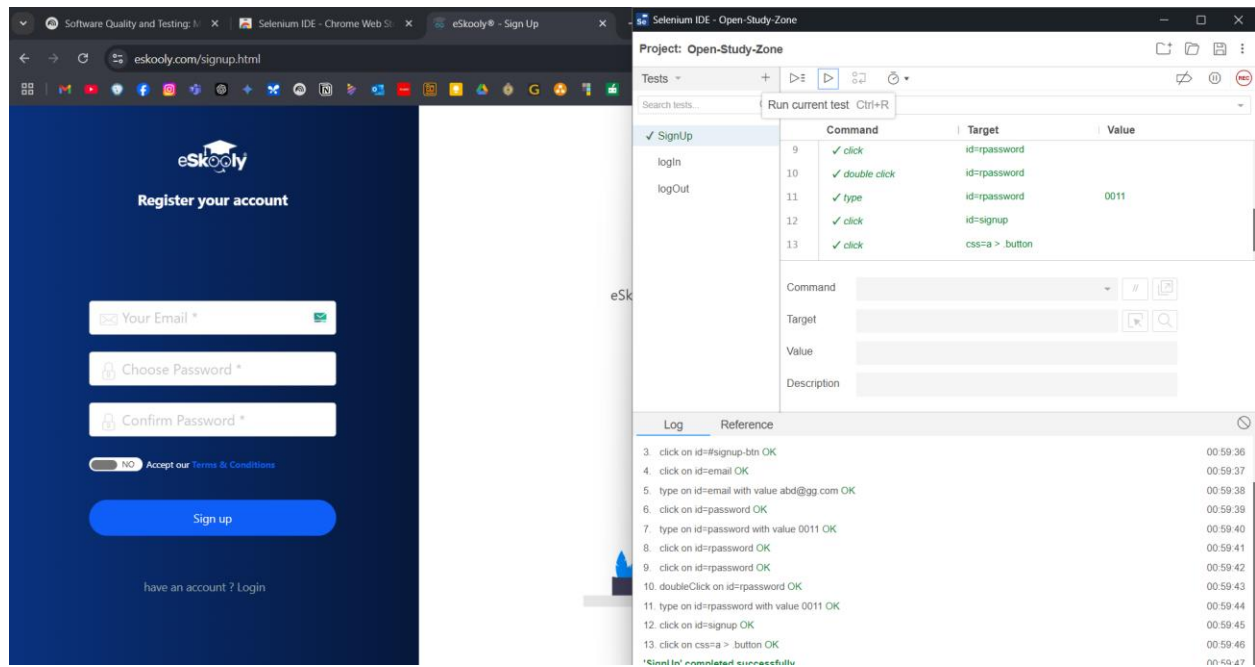 Software Quality and Testing: M
Selenium IDE - Chrome Web St
eSkooly® - Sign Up
eskooly.com/signup.html
eSkooly
Register your account
Your Email *
Choose Password *
Confirm Password *
NO Accept our Terms & Conditions
Sign up
have an account ? Login
eSk
Selenium IDE - Open-Study-Zone
Project: Open-Study-Zone
Tests
REC
Search tests...
Run current test Ctrl+R
✓ SignUp
logIn
logOut
Command Target Value
9 ✓ click id=rpassword
10 ✓ double click id=rpassword
11 ✓ type id=rpassword 0011
12 ✓ click id=signup
13 ✓ click css=a > .button
Command
//
Target
Value
Description
Log Reference
3. click on id=#signup-btn OK 00:59:36
4. click on id=email OK 00:59:37
5. type on id=email with value abd@gg.com OK 00:59:38
6. click on id=password OK 00:59:39
7. type on id=password with value 0011 OK 00:59:40
8. click on id=rpassword OK 00:59:41
9. click on id=rpassword OK 00:59:42
10. doubleClick on id=rpassword OK 00:59:43
11. type on id=rpassword with value 0011 OK 00:59:44
12. click on id=signup OK 00:59:45
13. click on css=a > .button OK 00:59:46
'SignUp' completed successfully 00:59:47